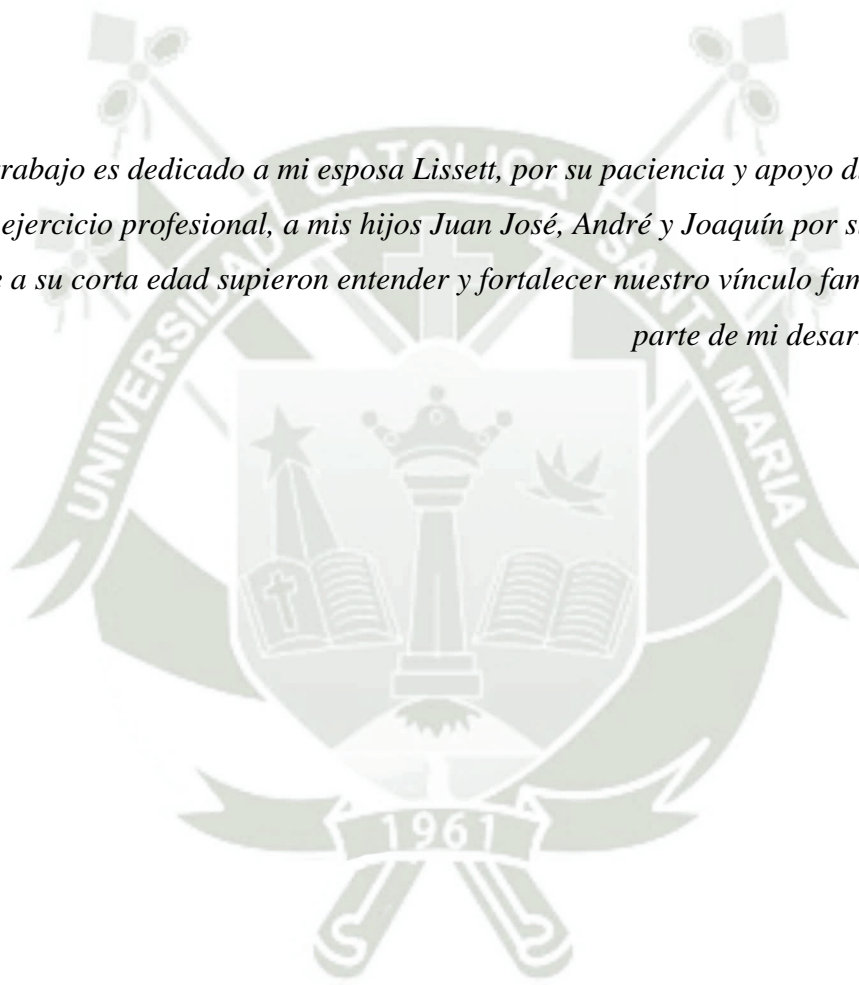 rabajo es dedicado a mi esposa Lissett, por su paciencia y apoyo d
ejercicio profesional, a mis hijos Juan José, André y Joaquín por s
a su corta edad supieron entender y fortalecer nuestro vínculo fam
parte de mi desar
UNIVERSIDAD CATOLICA SANTA MARIA
1961